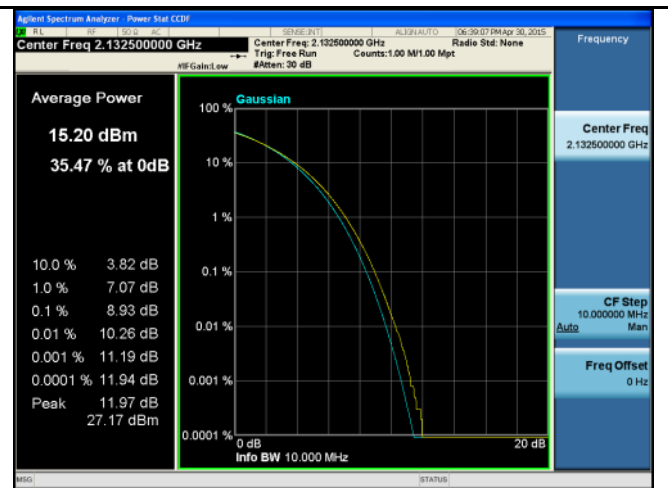 Agilent Spectrum Analyzer - Power Stat CCDF
RL RF 50 Ω AC SENSE:INT ALIGN AUTO 06:39:07 PM Apr 30, 2015
Center Freq 2.132500000 GHz
Center Freq: 2.132500000 GHz Radio Std: None
Trig: Free Run Counts:1.00 M/1.00 Mpt
#IFGain:Low #Atten: 30 dB
Frequency
Average Power
15.20 dBm
35.47 % at 0dB
10.0 % 3.82 dB
1.0 % 7.07 dB
0.1 % 8.93 dB
0.01 % 10.26 dB
0.001 % 11.19 dB
0.0001 % 11.94 dB
Peak 11.97 dB
27.17 dBm
Gaussian
100 %
10 %
1 %
0.1 %
0.01 %
0.001 %
0.0001 %
0 dB 20 dB
Info BW 10.000 MHz
Center Freq
2.132500000 GHz
CF Step
10.000000 MHz
Auto Man
Freq Offset
0 Hz
MSG STATUS